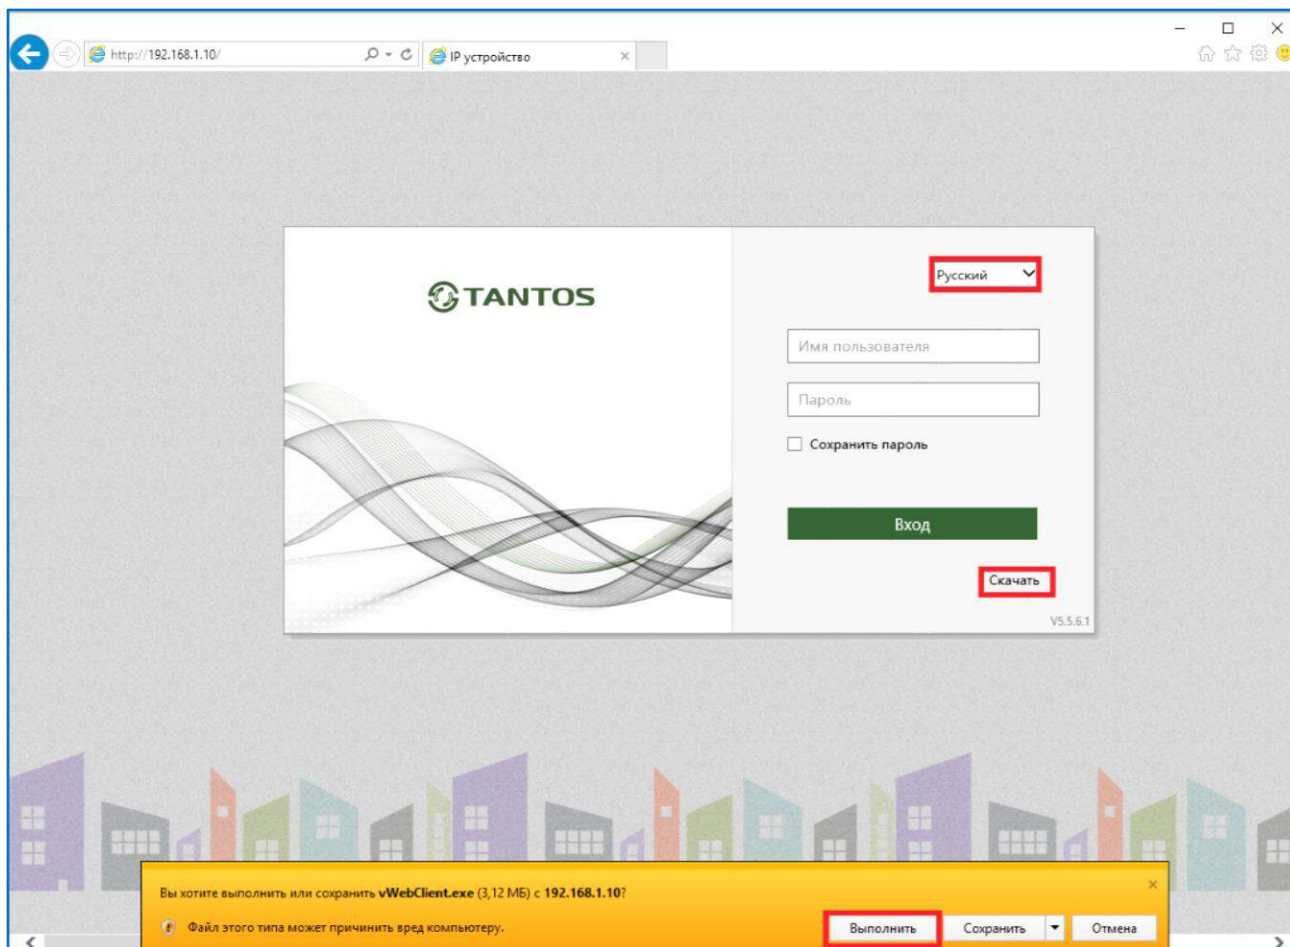 http://192.168.1.10/
IP устройство
TANTOS
Русский
Имя пользователя
Пароль
Сохранить пароль
Вход
Скачать
V5.5.6.1
Вы хотите выполнить или сохранить vWebClient.exe (3,12 МБ) с 192.168.1.10?
Файл этого типа может причинить вред компьютеру.
Выполнить
Сохранить
Отмена